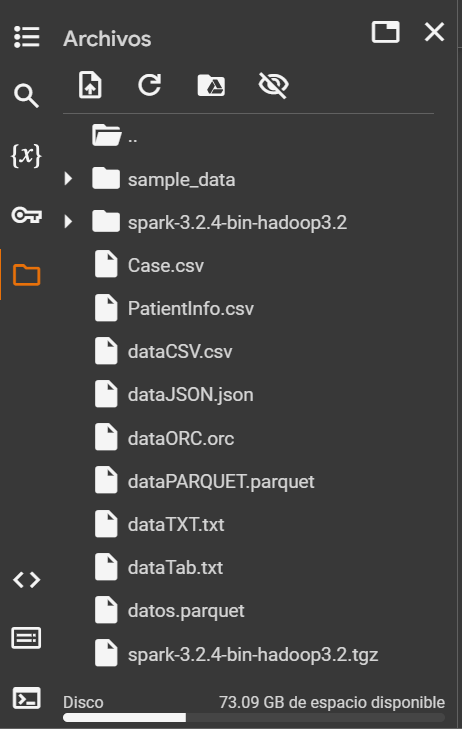 Archivos
{x}
..
sample_data
spark-3.2.4-bin-hadoop3.2
Case.csv
PatientInfo.csv
dataCSV.csv
dataJSON.json
dataORC.orc
dataPARQUET.parquet
dataTXT.txt
dataTab.txt
datos.parquet
spark-3.2.4-bin-hadoop3.2.tgz
Disco 73.09 GB de espacio disponible